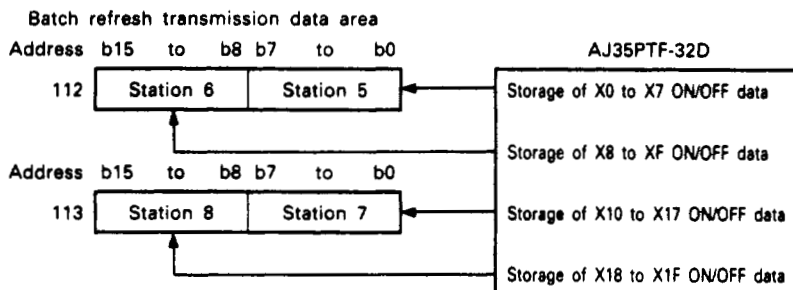 Batch refresh transmission data area
Address b15 to b8 b7 to b0
AJ35PTF-32D
112 Station 6 Station 5
Storage of X0 to X7 ON/OFF data
Storage of X8 to XF ON/OFF data
Address b15 to b8 b7 to b0
113 Station 8 Station 7
Storage of X10 to X17 ON/OFF data
Storage of X18 to X1F ON/OFF data